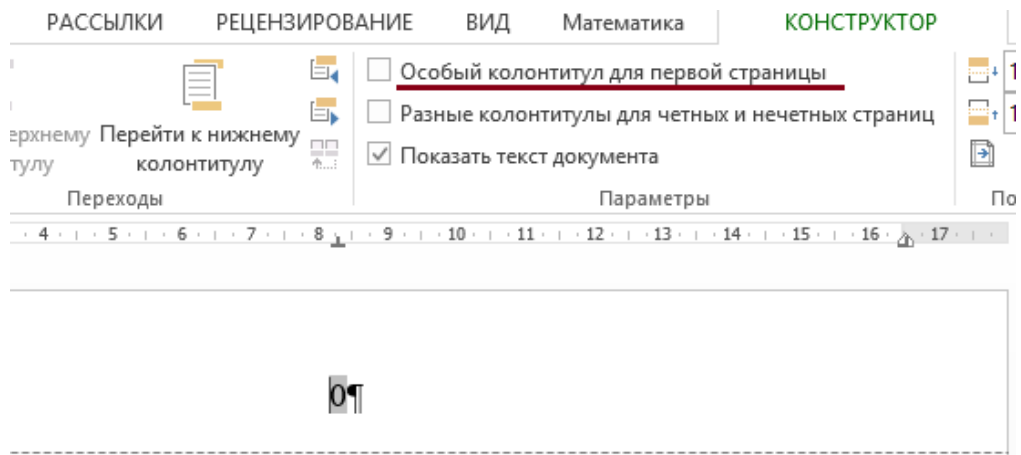 РАССЫЛКИ РЕЦЕНЗИРОВАНИЕ ВИД Математика КОНСТРУКТОР
Особый колонтитул для первой страницы
Разные колонтитулы для четных и нечетных страниц
Перейти к нижнему
колонтитулу
Показать текст документа
Переходы Параметры
4 5 6 7 8 9 10 11 12 13 14 15 16 17
0¶